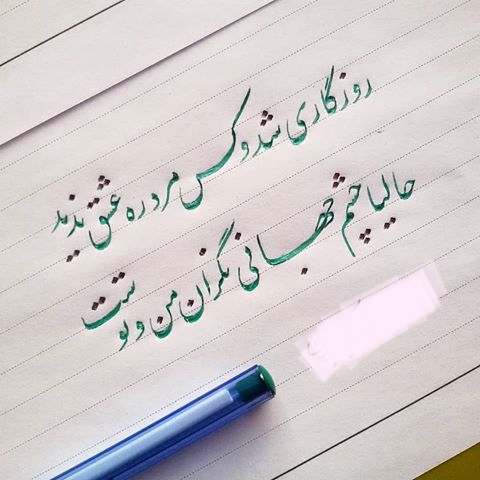 روزگاری شد و کس مرد ره عشق ندید
حالیا چشم جهانی نگران من و توست